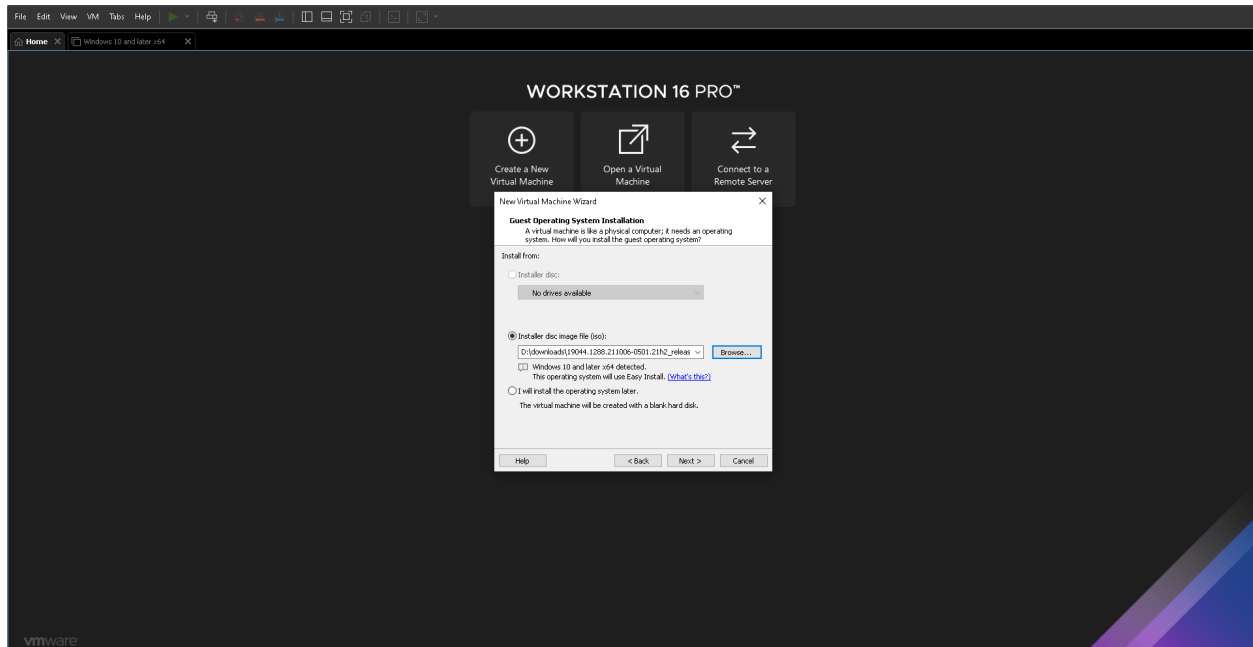 File Edit View VM Tabs Help
Home
Windows 10 and later x64
WORKSTATION 16 PRO™
Create a New
Virtual Machine
Open a Virtual
Machine
Connect to a
Remote Server
New Virtual Machine Wizard
Guest Operating System Installation
A virtual machine is like a physical computer; it needs an operating
system. How will you install the guest operating system?
Install from:
Installer disc:
No drives available
Installer disc image file (iso):
D:\downloads\19044.1288.211006-0501.21h2_releas
Browse...
Windows 10 and later x64 detected.
This operating system will use Easy Install. (What's this?)
I will install the operating system later.
The virtual machine will be created with a blank hard disk.
Help
< Back
Next >
Cancel
vmware